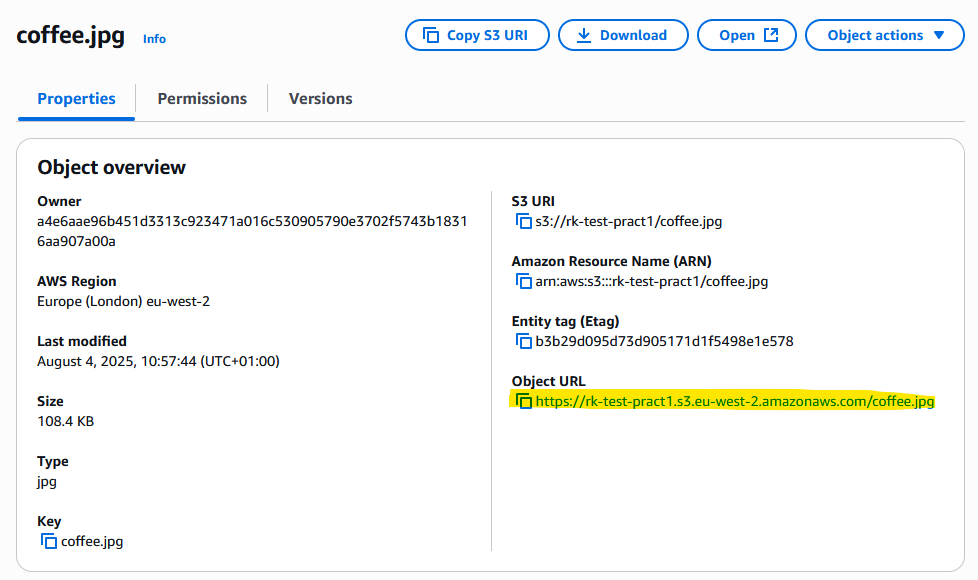 coffee.jpg Info
Copy S3 URI Download Open Object actions
Properties Permissions Versions
Object overview
Owner
a4e6aae96b451d3313c923471a016c530905790e3702f5743b1831
6aa907a00a
AWS Region
Europe (London) eu-west-2
Last modified
August 4, 2025, 10:57:44 (UTC+01:00)
Size
108.4 KB
Type
jpg
Key
coffee.jpg
S3 URI
s3://rk-test-pract1/coffee.jpg
Amazon Resource Name (ARN)
arn:aws:s3:::rk-test-pract1/coffee.jpg
Entity tag (Etag)
b3b29d095d73d905171d1f5498e1e578
Object URL
https://rk-test-pract1.s3.eu-west-2.amazonaws.com/coffee.jpg